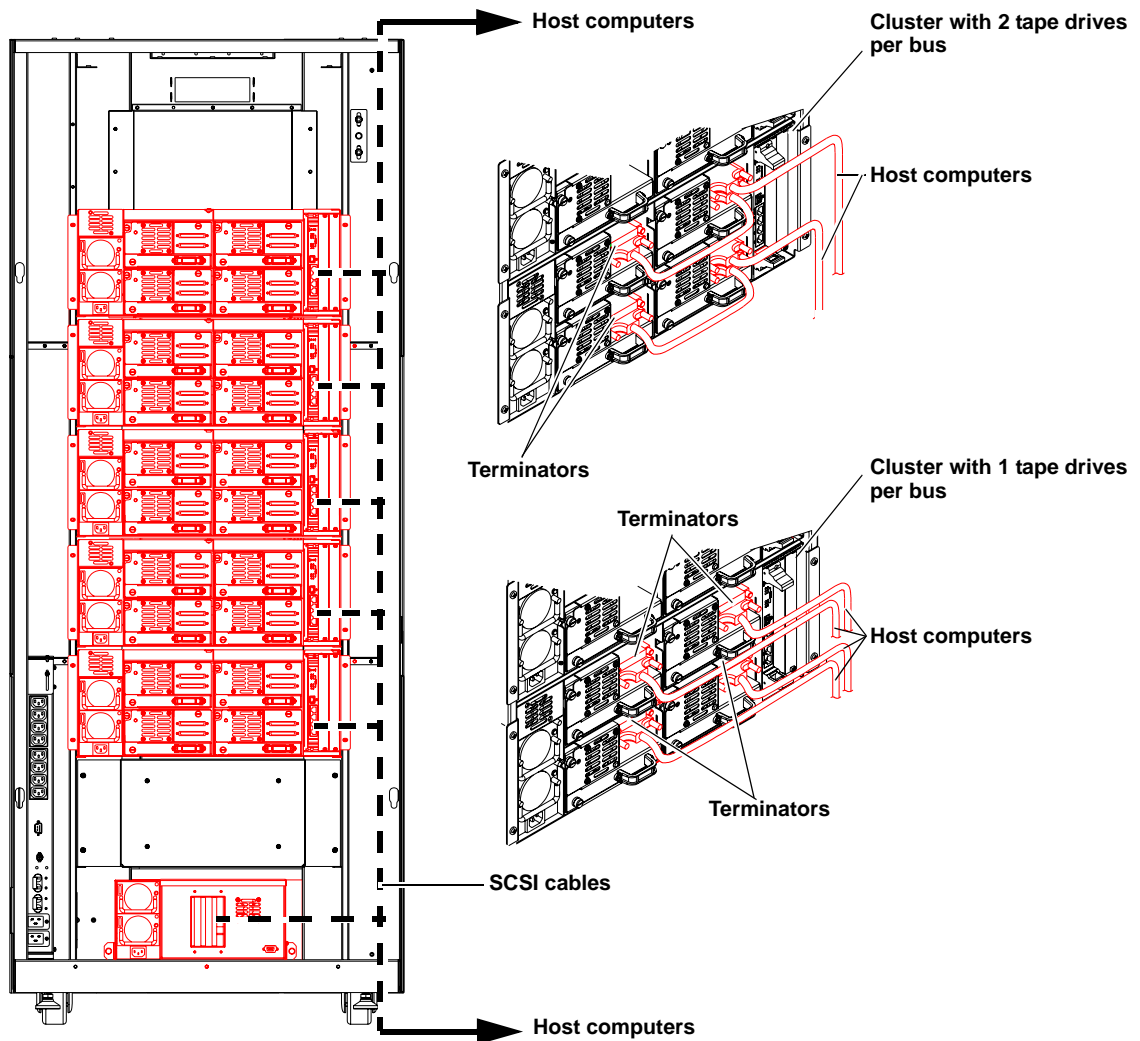 Host computers
Cluster with 2 tape drives
per bus
Host computers
Terminators
Cluster with 1 tape drives
per bus
Terminators
Host computers
Terminators
SCSI cables
Host computers